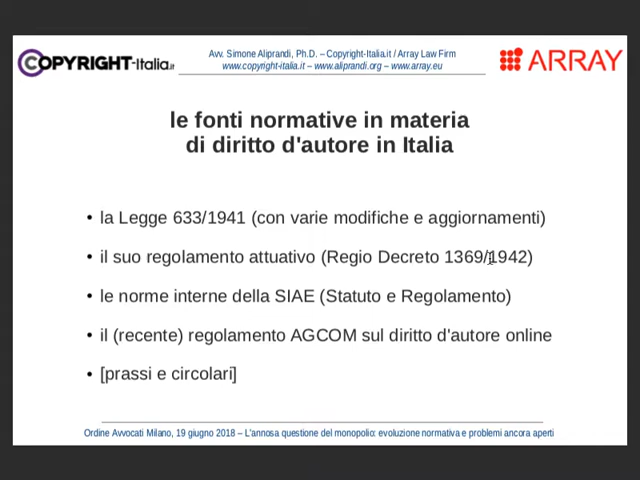 COPYRIGHT-Italia.it
Avv. Simone Aliprandi, Ph.D. – Copyright-Italia.it / Array Law Firm
www.copyright-italia.it – www.aliprandi.org – www.array.eu
ARRAY
le fonti normative in materia
di diritto d'autore in Italia
• la Legge 633/1941 (con varie modifiche e aggiornamenti)
• il suo regolamento attuativo (Regio Decreto 1369/1942)
• le norme interne della SIAE (Statuto e Regolamento)
• il (recente) regolamento AGCOM sul diritto d'autore online
• [prassi e circolari]
Ordine Avvocati Milano, 19 giugno 2018 – L'annosa questione del monopolio: evoluzione normativa e problemi ancora aperti